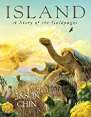 ISLAND
A Story of the Galápagos
JASON CHIN